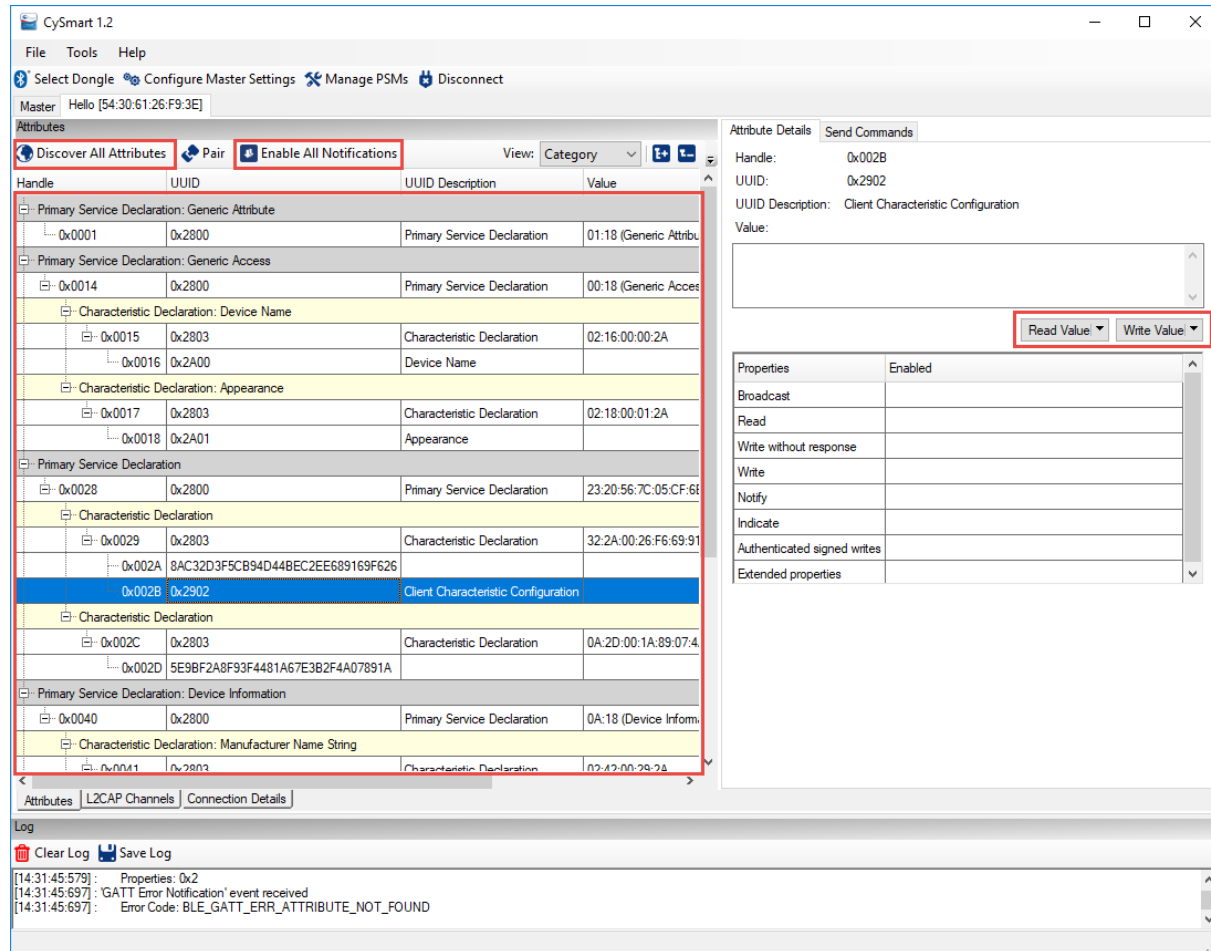 CySmart 1.2
File Tools Help
Select Dongle Configure Master Settings Manage PSMs Disconnect
Master Hello [54:30:61:26:F9:3E]
Attributes
Discover All Attributes Pair Enable All Notifications View: Category
Handle UUID UUID Description Value
Primary Service Declaration: Generic Attribute
0x0001 0x2800 Primary Service Declaration 01:18 (Generic Attribu
Primary Service Declaration: Generic Access
0x0014 0x2800 Primary Service Declaration 00:18 (Generic Acces
Characteristic Declaration: Device Name
0x0015 0x2803 Characteristic Declaration 02:16:00:00:2A
0x0016 0x2A00 Device Name
Characteristic Declaration: Appearance
0x0017 0x2803 Characteristic Declaration 02:18:00:01:2A
0x0018 0x2A01 Appearance
Primary Service Declaration
0x0028 0x2800 Primary Service Declaration 23:20:56:7C:05:CF:6E
Characteristic Declaration
0x0029 0x2803 Characteristic Declaration 32:2A:00:26:F6:69:91
0x002A 8AC32D3F5CB94D44BEC2EE689169F626
0x002B 0x2902 Client Characteristic Configuration
Characteristic Declaration
0x002C 0x2803 Characteristic Declaration 0A:2D:00:1A:89:07:4
0x002D 5E9BF2A8F93F4481A67E3B2F4A07891A
Primary Service Declaration: Device Information
0x0040 0x2800 Primary Service Declaration 0A:18 (Device Inform
Characteristic Declaration: Manufacturer Name String
0x0041 0x2803 Characteristic Declaration 02:42:00:29:2A
Attributes L2CAP Channels Connection Details
Attribute Details Send Commands
Handle: 0x002B
UUID: 0x2902
UUID Description: Client Characteristic Configuration
Value:
Read Value Write Value
Properties Enabled
Broadcast
Read
Write without response
Write
Notify
Indicate
Authenticated signed writes
Extended properties
Log
Clear Log Save Log
[14:31:45:579] : Properties: 0x2
[14:31:45:697] : 'GATT Error Notification' event received
[14:31:45:697] : Error Code: BLE_GATT_ERR_ATTRIBUTE_NOT_FOUND